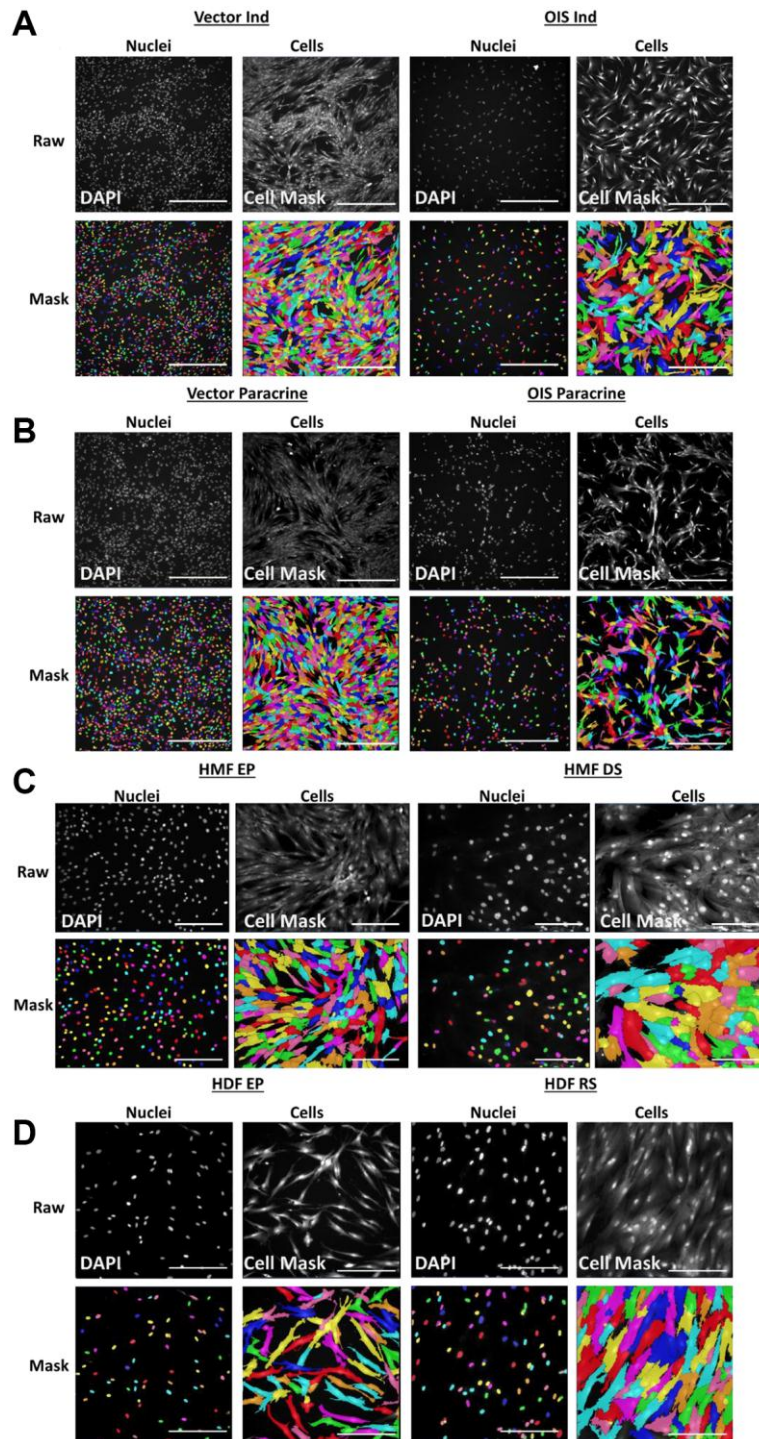 A
Vector Ind OIS Ind
Nuclei Cells Nuclei Cells
Raw
DAPI Cell Mask DAPI Cell Mask
Mask
Vector Paracrine OIS Paracrine
B
Nuclei Cells Nuclei Cells
Raw
DAPI Cell Mask DAPI Cell Mask
Mask
HMF EP HMF DS
C
Nuclei Cells Nuclei Cells
Raw
DAPI Cell Mask DAPI Cell Mask
Mask
HDF EP HDF RS
D
Nuclei Cells Nuclei Cells
Raw
DAPI Cell Mask DAPI Cell Mask
Mask